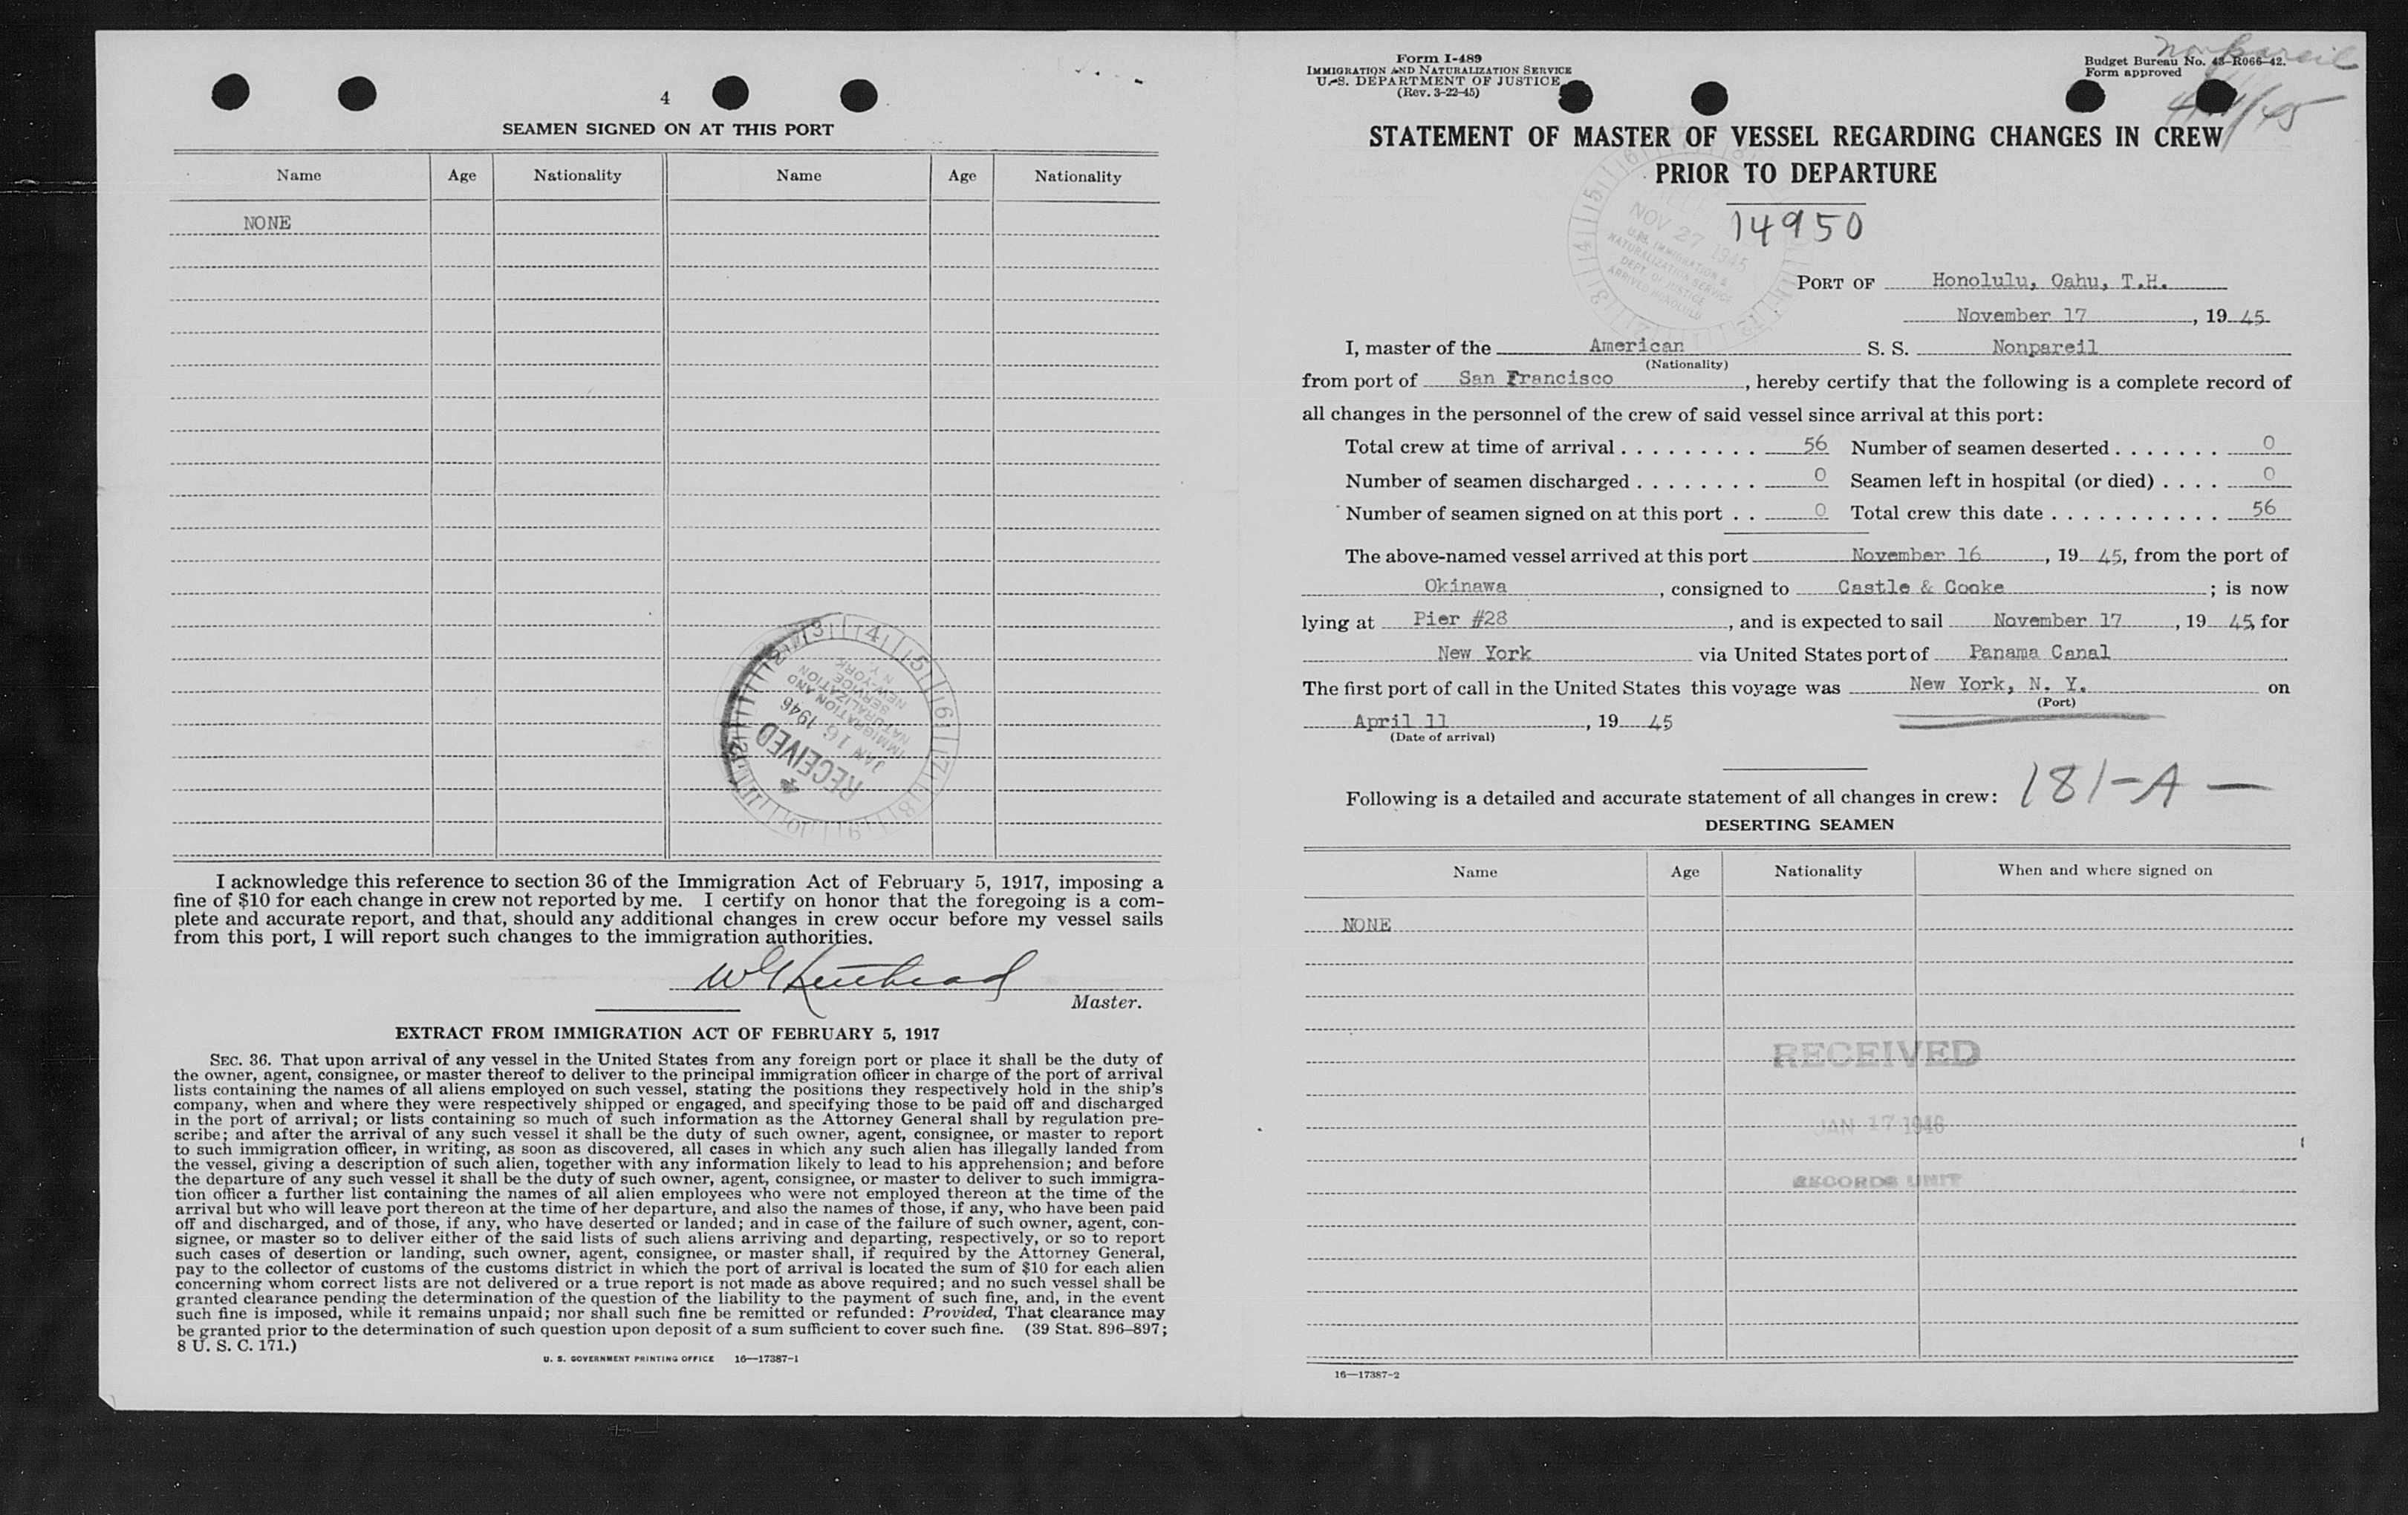 4
SEAMEN SIGNED ON AT THIS PORT
Name Age Nationality Name Age Nationality
NONE
RECEIVED
JAN 16 1946
IMMIGRATION AND
NATURALIZATION
SERVICE
NEW-YORK
N. Y.
I acknowledge this reference to section 36 of the Immigration Act of February 5, 1917, imposing a
fine of $10 for each change in crew not reported by me. I certify on honor that the foregoing is a com-
plete and accurate report, and that, should any additional changes in crew occur before my vessel sails
from this port, I will report such changes to the immigration authorities.
Master.
EXTRACT FROM IMMIGRATION ACT OF FEBRUARY 5, 1917
SEC. 36. That upon arrival of any vessel in the United States from any foreign port or place it shall be the duty of
the owner, agent, consignee, or master thereof to deliver to the principal immigration officer in charge of the port of arrival
lists containing the names of all aliens employed on such vessel, stating the positions they respectively hold in the ship's
company, when and where they were respectively shipped or engaged, and specifying those to be paid off and discharged
in the port of arrival; or lists containing so much of such information as the Attorney General shall by regulation pre-
scribe; and after the arrival of any such vessel it shall be the duty of such owner, agent, consignee, or master to report
to such immigration officer, in writing, as soon as discovered, all cases in which any such alien has illegally landed from
the vessel, giving a description of such alien, together with any information likely to lead to his apprehension; and before
the departure of any such vessel it shall be the duty of such owner, agent, consignee, or master to deliver to such immigra-
tion officer a further list containing the names of all alien employees who were not employed thereon at the time of the
arrival but who will leave port thereon at the time of her departure, and also the names of those, if any, who have been paid
off and discharged, and of those, if any, who have deserted or landed; and in case of the failure of such owner, agent, con-
signee, or master so to deliver either of the said lists of such aliens arriving and departing, respectively, or so to report
such cases of desertion or landing, such owner, agent, consignee, or master shall, if required by the Attorney General,
pay to the collector of customs of the customs district in which the port of arrival is located the sum of $10 for each alien
concerning whom correct lists are not delivered or a true report is not made as above required; and no such vessel shall be
granted clearance pending the determination of the question of the liability to the payment of such fine, and, in the event
such fine is imposed, while it remains unpaid; nor shall such fine be remitted or refunded: Provided, That clearance may
be granted prior to the determination of such question upon deposit of a sum sufficient to cover such fine. (39 Stat. 896–897;
8 U. S. C. 171.)
U. S. GOVERNMENT PRINTING OFFICE 16—17387-1
Form I-489
IMMIGRATION AND NATURALIZATION SERVICE
U. S. DEPARTMENT OF JUSTICE
(Rev. 3-22-45)
Nonpareil
Budget Bureau No. 43-R066-42.
Form approved
STATEMENT OF MASTER OF VESSEL REGARDING CHANGES IN CREW
PRIOR TO DEPARTURE
14950
NOV 27 1945
U.S. IMMIGRATION &
NATURALIZATION SERVICE
DEPT. OF JUSTICE
ARRIVED HONOLULU
PORT OF Honolulu, Oahu, T.H.
November 17, 19 45
I, master of the American S. S. Nonpareil
(Nationality)
from port of San Francisco, hereby certify that the following is a complete record of
all changes in the personnel of the crew of said vessel since arrival at this port:
Total crew at time of arrival . . . . . . . . . 56 Number of seamen deserted . . . . . . . 0
Number of seamen discharged . . . . . . . . 0 Seamen left in hospital (or died) . . . . 0
Number of seamen signed on at this port . . 0 Total crew this date . . . . . . . . . . . 56
The above-named vessel arrived at this port November 16, 19 45, from the port of
Okinawa, consigned to Castle & Cooke; is now
lying at Pier #28, and is expected to sail November 17, 19 45, for
New York via United States port of Panama Canal
The first port of call in the United States this voyage was New York, N. Y. on
(Port)
April 11, 19 45
(Date of arrival)
Following is a detailed and accurate statement of all changes in crew: 181-A —
DESERTING SEAMEN
Name Age Nationality When and where signed on
NONE
RECEIVED
JAN 17 1946
RECORDS UNIT
16—17387-2